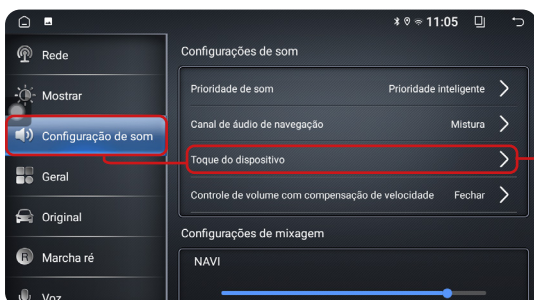 11:05
Rede
Mostrar
Configuração de som
Geral
Original
Marcha ré
Voz
Configurações de som
Prioridade de som Prioridade inteligente
Canal de áudio de navegação Mistura
Toque do dispositivo
Controle de volume com compensação de velocidade Fechar
Configurações de mixagem
NAVI